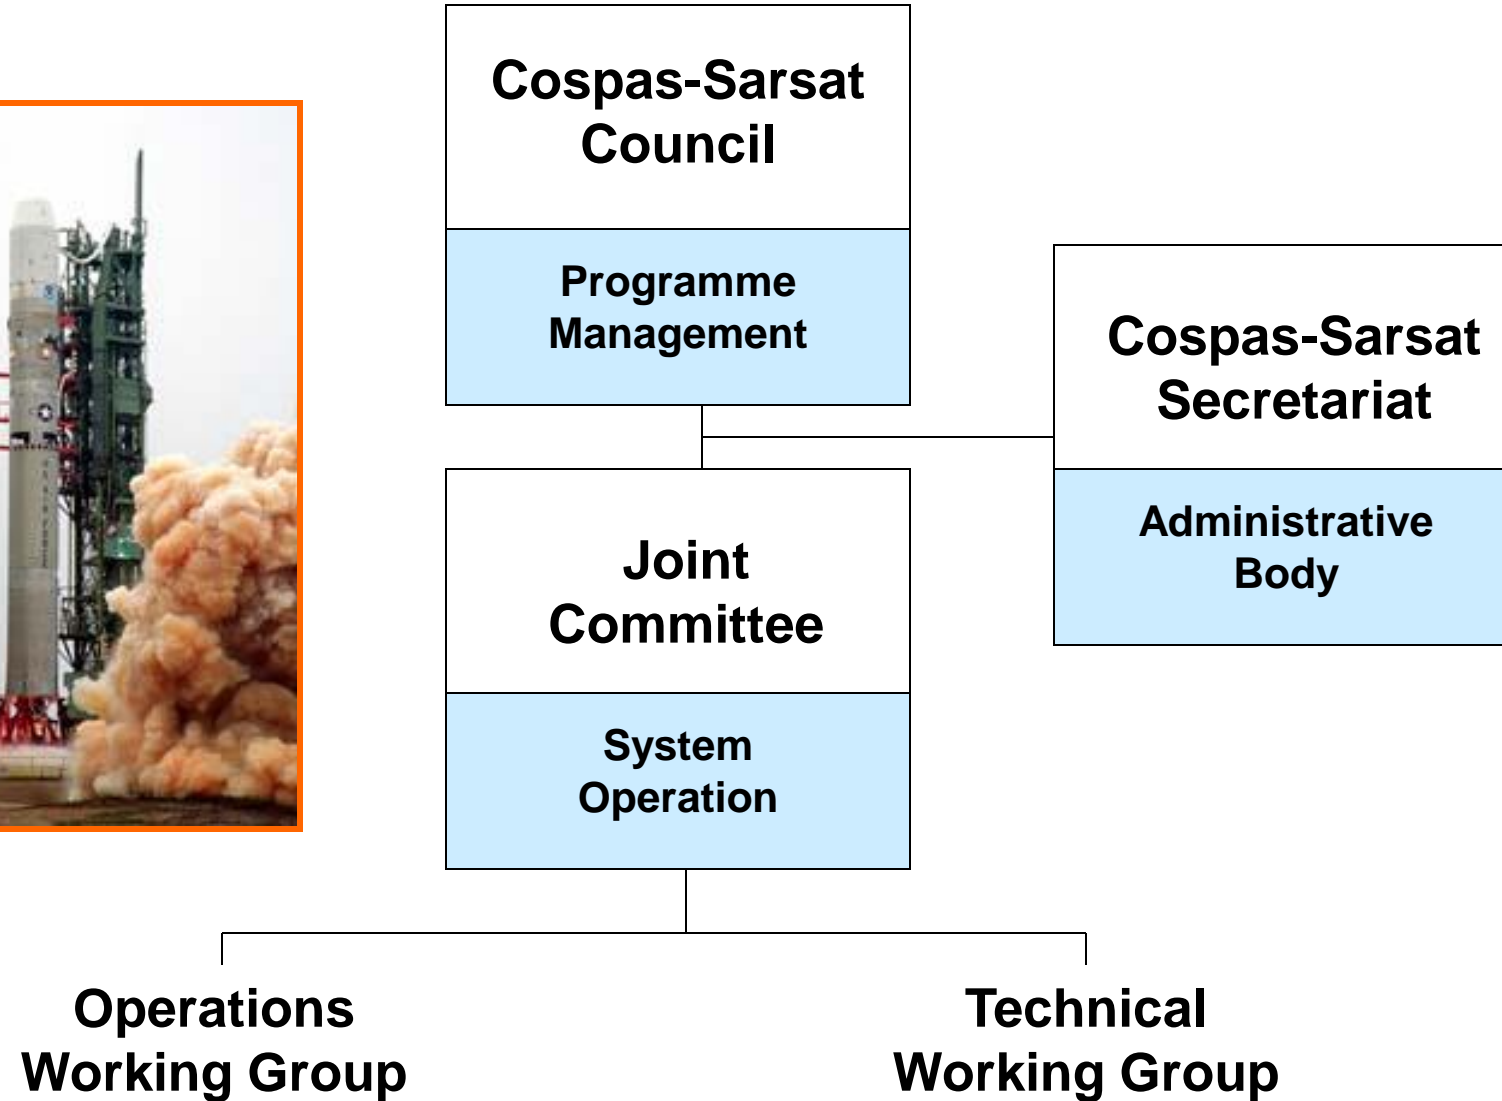 Cospas-Sarsat
Council
Programme
Management
Cospas-Sarsat
Secretariat
Administrative
Body
Joint
Committee
System
Operation
Operations
Working Group
Technical
Working Group